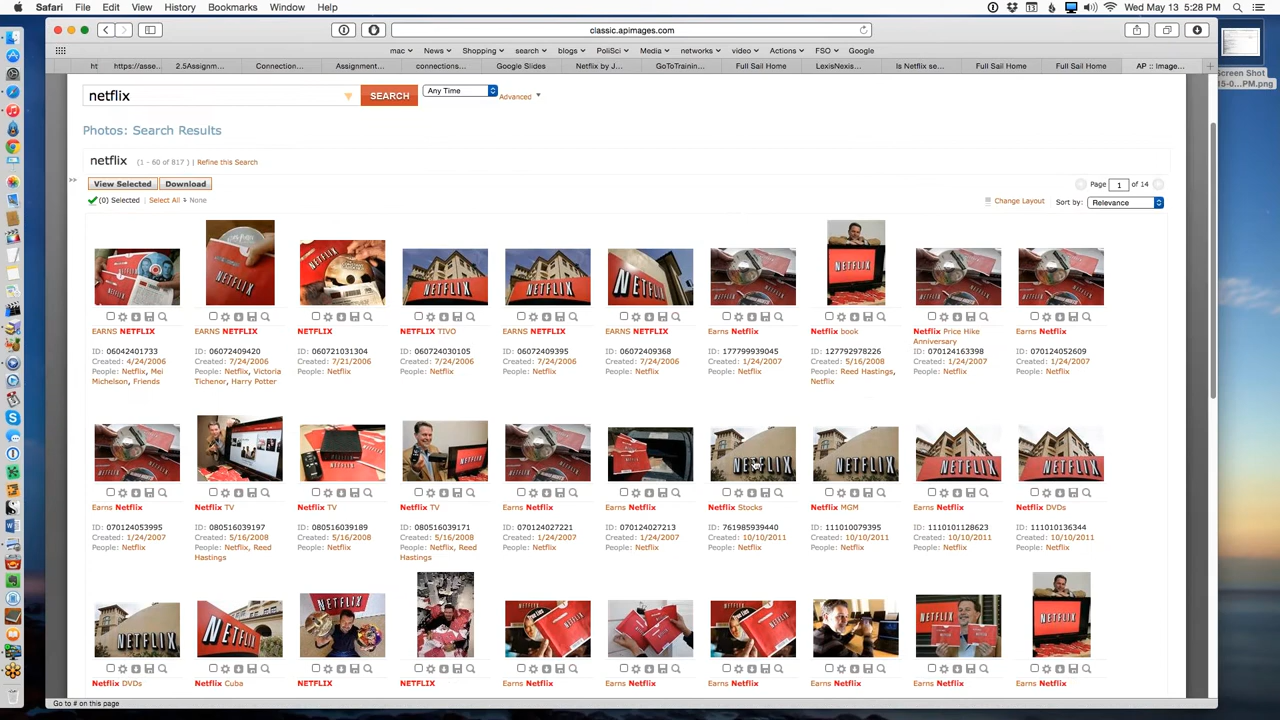 Safari File Edit View History Bookmarks Window Help
Wed May 13 5:28 PM
classic.apimages.com
Screen Shot
15-0...PM.png
mac News Shopping search blogs PoliSci Media networks video Actions FSO Google
ht https://asse... 2.5Assignm... Connection... Assignment... connections... Google Slides Netflix by J... GoToTrainin... Full Sail Home LexisNexis... Is Netflix se... Full Sail Home Full Sail Home AP :: Image...
netflix SEARCH Any Time Advanced
Photos: Search Results
netflix (1 - 60 of 817 ) | Refine this Search
>> View Selected Download Page 1 of 14
(0) Selected Select All None Change Layout Sort by: Relevance
EARNS NETFLIX EARNS NETFLIX NETFLIX NETFLIX TIVO EARNS NETFLIX EARNS NETFLIX Earns Netflix Netflix book Netflix Price Hike Anniversary Earns Netflix
ID: 06042401733 ID: 06072409420 ID: 060721031304 ID: 060724030105 ID: 06072409395 ID: 06072409368 ID: 177799939045 ID: 127792978226 ID: 070124163398 ID: 070124052609
Created: 4/24/2006 Created: 7/24/2006 Created: 7/21/2006 Created: 7/24/2006 Created: 7/24/2006 Created: 7/24/2006 Created: 1/24/2007 Created: 5/16/2008 Created: 1/24/2007 Created: 1/24/2007
People: Netflix, Mei People: Netflix, Victoria People: Netflix People: Netflix People: Netflix People: Netflix People: Netflix People: Reed Hastings, People: Netflix People: Netflix
Michelson, Friends Tichenor, Harry Potter Netflix
Earns Netflix Netflix TV Netflix TV Netflix TV Earns Netflix Earns Netflix Netflix Stocks Netflix MGM Earns Netflix Netflix DVDs
ID: 070124053995 ID: 080516039197 ID: 080516039189 ID: 080516039171 ID: 070124027221 ID: 070124027213 ID: 761985939440 ID: 111010079395 ID: 111010128623 ID: 111010136344
Created: 1/24/2007 Created: 5/16/2008 Created: 5/16/2008 Created: 5/16/2008 Created: 1/24/2007 Created: 1/24/2007 Created: 10/10/2011 Created: 10/10/2011 Created: 10/10/2011 Created: 10/10/2011
People: Netflix People: Netflix, Reed People: Netflix People: Netflix, Reed People: Netflix People: Netflix People: Netflix People: Netflix People: Netflix People: Netflix
Hastings Hastings
Netflix DVDs Netflix Cuba NETFLIX NETFLIX Earns Netflix Earns Netflix Earns Netflix Earns Netflix Earns Netflix Earns Netflix
Go to # on this page